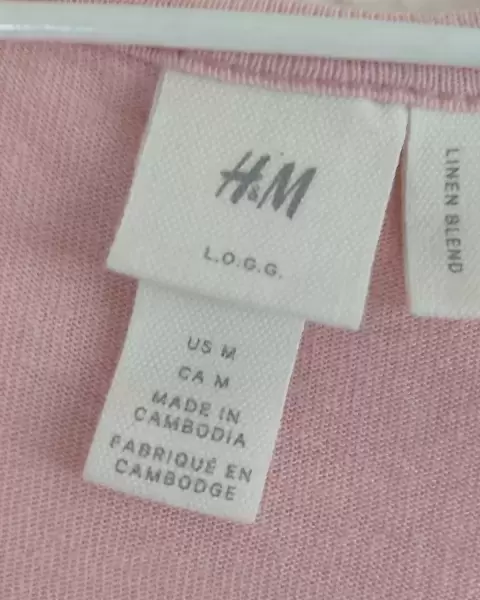 H&M
L.O.G.G.
US M
CA M
MADE IN
CAMBODIA
FABRIQUÉ EN
CAMBODGE
LINEN BLEND